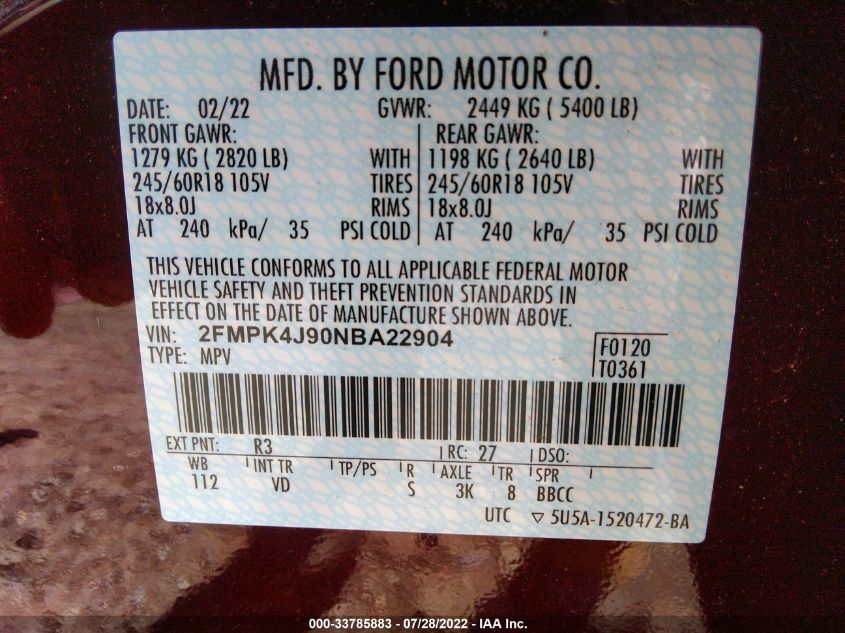 MFD. BY FORD MOTOR CO.
DATE: 02/22 GVWR: 2449 KG ( 5400 LB)
FRONT GAWR: REAR GAWR:
1279 KG ( 2820 LB) WITH 1198 KG ( 2640 LB) WITH
245/60R18 105V TIRES 245/60R18 105V TIRES
18x8.0J RIMS 18x8.0J RIMS
AT 240 kPa/ 35 PSI COLD AT 240 kPa/ 35 PSI COLD
THIS VEHICLE CONFORMS TO ALL APPLICABLE FEDERAL MOTOR
VEHICLE SAFETY AND THEFT PREVENTION STANDARDS IN
EFFECT ON THE DATE OF MANUFACTURE SHOWN ABOVE.
VIN: 2FMPK4J90NBA22904 F0120
TYPE: MPV T0361
EXT PNT: R3 RC: 27 DSO:
WB INT TR TP/PS R AXLE TR SPR
112 VD S 3K 8 BBCC
UTC ▽ 5U5A-1520472-BA
000-33785883 - 07/28/2022 - IAA Inc.